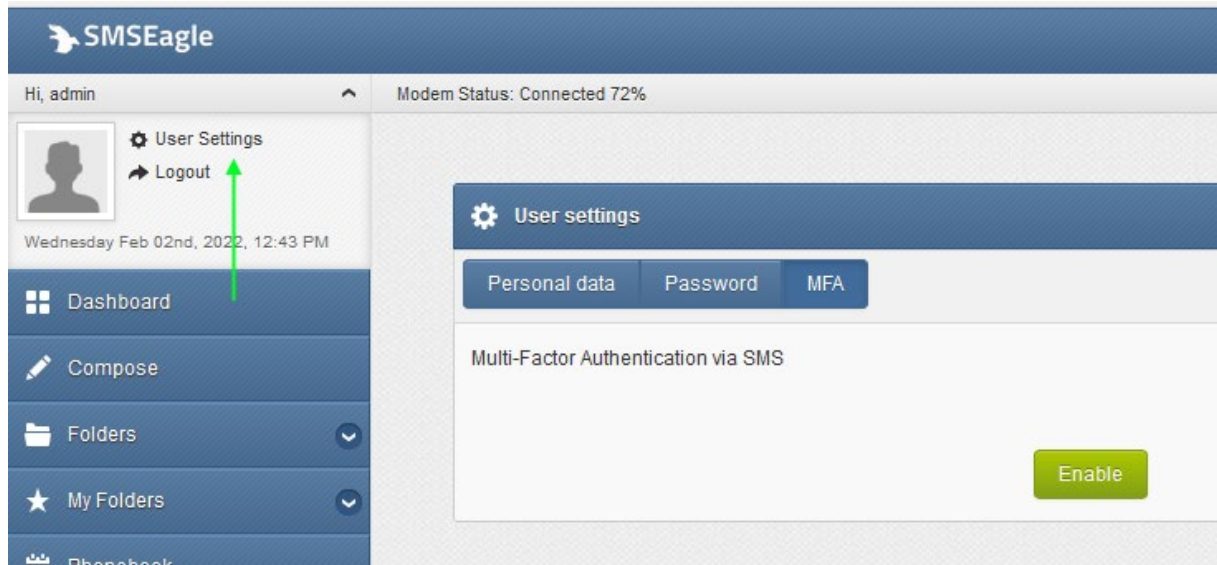 SMSEagle
Hi, admin
Modem Status: Connected 72%
User Settings
Logout
Wednesday Feb 02nd, 2022, 12:43 PM
Dashboard
Compose
Folders
My Folders
Phonebook
User settings
Personal data Password MFA
Multi-Factor Authentication via SMS
Enable